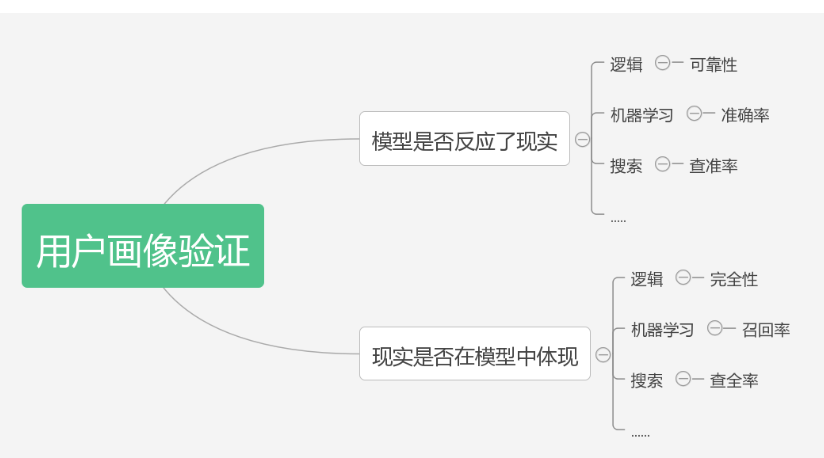 用户画像验证
模型是否反应了现实
逻辑 可靠性
机器学习 准确率
搜索 查准率
.....
现实是否在模型中体现
逻辑 完全性
机器学习 召回率
搜索 查全率
......